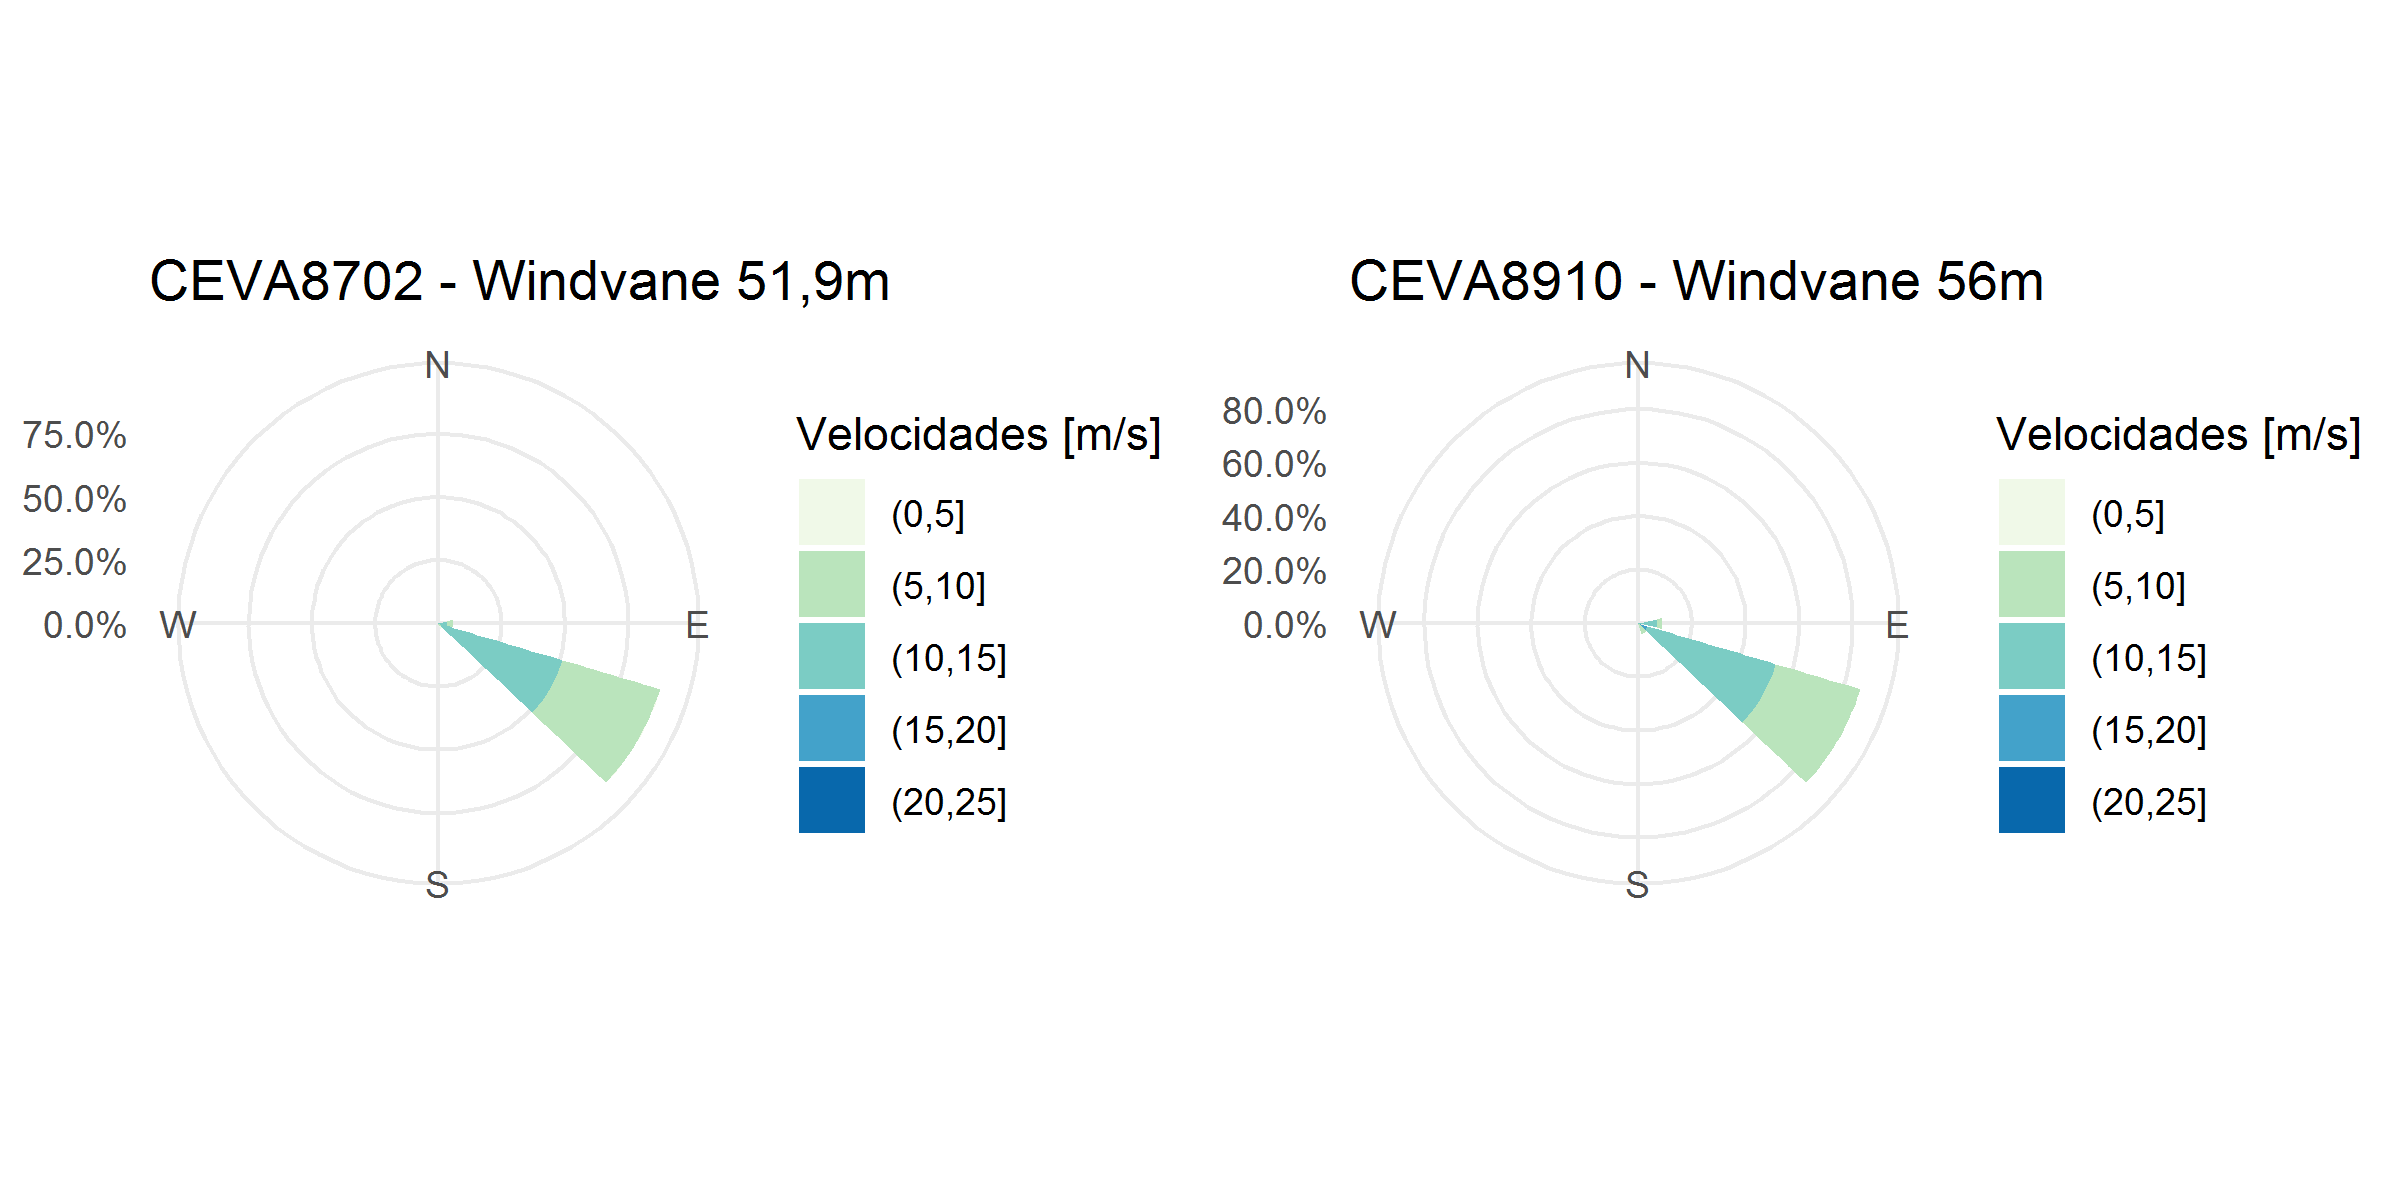 CEVA8702 - Windvane 51,9m
N
75.0%
50.0%
25.0%
0.0%
W
E
S
Velocidades [m/s]
(0,5]
(5,10]
(10,15]
(15,20]
(20,25]
CEVA8910 - Windvane 56m
N
80.0%
60.0%
40.0%
20.0%
0.0%
W
E
S
Velocidades [m/s]
(0,5]
(5,10]
(10,15]
(15,20]
(20,25]